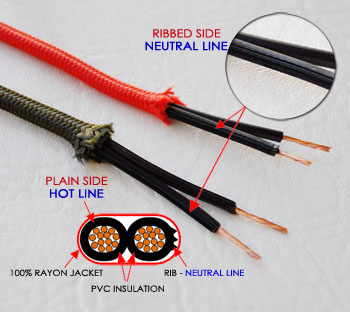 RIBBED SIDE
NEUTRAL LINE
PLAIN SIDE
HOT LINE
100% RAYON JACKET
RIB - NEUTRAL LINE
PVC INSULATION